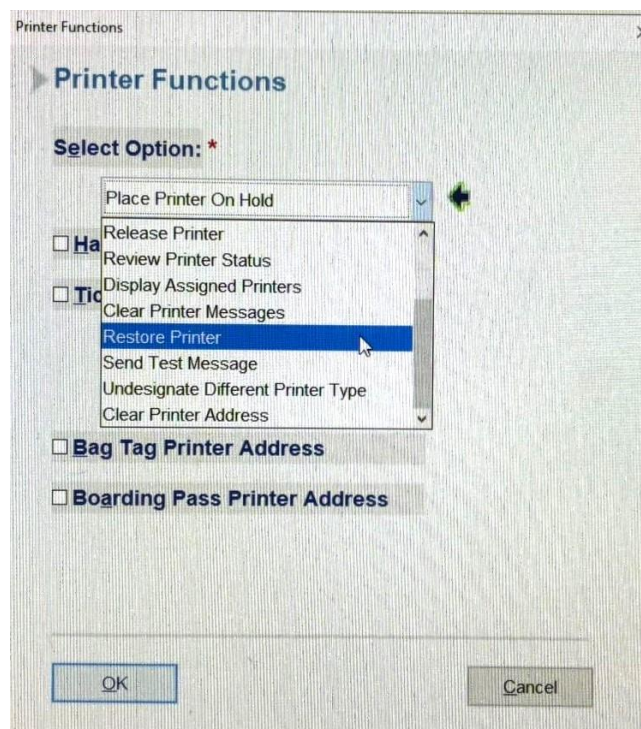 Printer Functions
Printer Functions
Select Option: *
Place Printer On Hold
Release Printer
Ha
Review Printer Status
Display Assigned Printers
Tic
Clear Printer Messages
Restore Printer
Send Test Message
Undesignate Different Printer Type
Clear Printer Address
Bag Tag Printer Address
Boarding Pass Printer Address
OK
Cancel